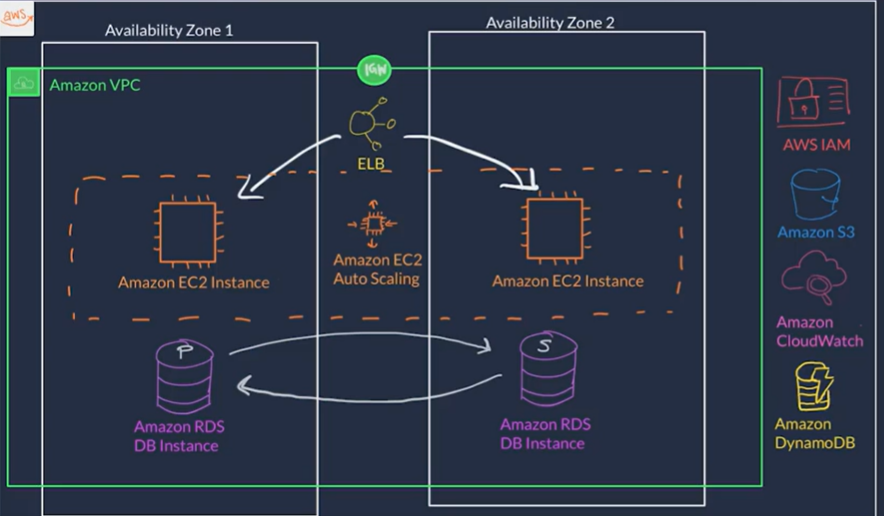 aws
Availability Zone 1
Availability Zone 2
IGW
Amazon VPC
ELB
AWS IAM
Amazon S3
Amazon EC2 Instance
Amazon EC2
Auto Scaling
Amazon EC2 Instance
Amazon
CloudWatch
P
S
Amazon RDS
DB Instance
Amazon RDS
DB Instance
Amazon
DynamoDB